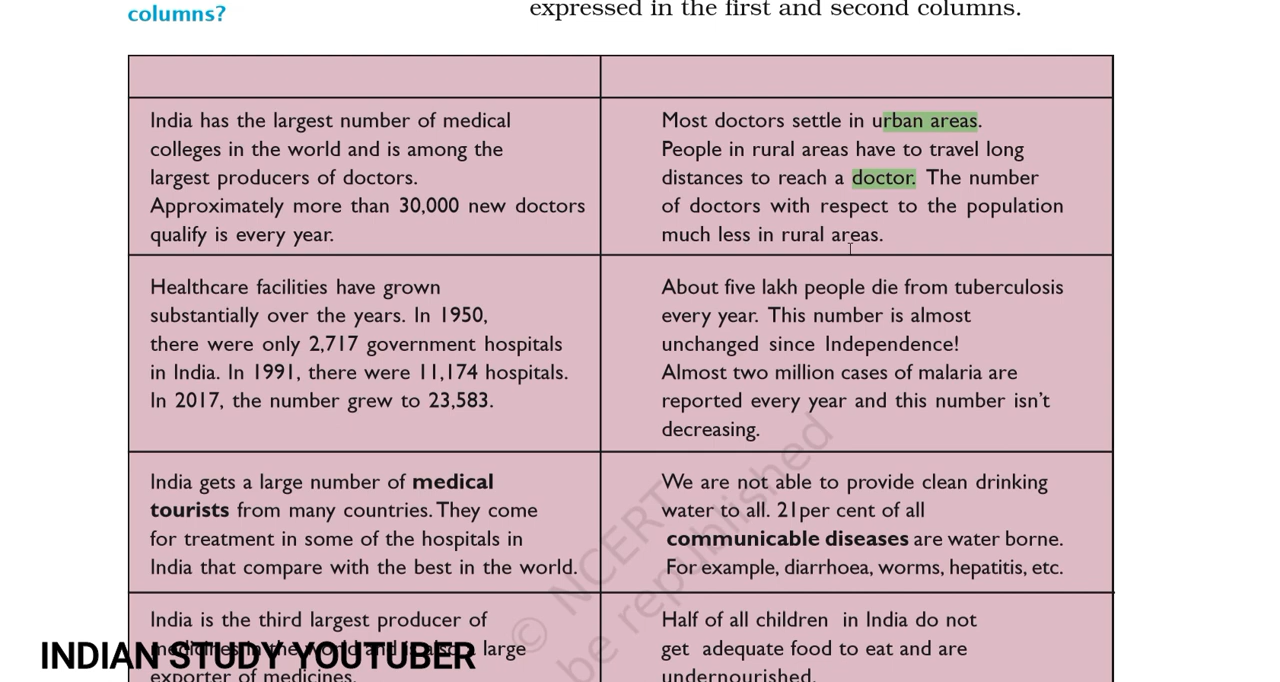 columns?
expressed in the first and second columns.
India has the largest number of medical
colleges in the world and is among the
largest producers of doctors.
Approximately more than 30,000 new doctors
qualify is every year.
Most doctors settle in urban areas.
People in rural areas have to travel long
distances to reach a doctor. The number
of doctors with respect to the population
much less in rural areas.
Healthcare facilities have grown
substantially over the years. In 1950,
there were only 2,717 government hospitals
in India. In 1991, there were 11,174 hospitals.
In 2017, the number grew to 23,583.
About five lakh people die from tuberculosis
every year. This number is almost
unchanged since Independence!
Almost two million cases of malaria are
reported every year and this number isn't
decreasing.
India gets a large number of medical
tourists from many countries. They come
for treatment in some of the hospitals in
India that compare with the best in the world.
We are not able to provide clean drinking
water to all. 21per cent of all
communicable diseases are water borne.
For example, diarrhoea, worms, hepatitis, etc.
India is the third largest producer of
medicines in the world and is also a large
exporter of medicines.
Half of all children in India do not
get adequate food to eat and are
undernourished.
© NCERT
be republished
INDIAN STUDY YOUTUBER